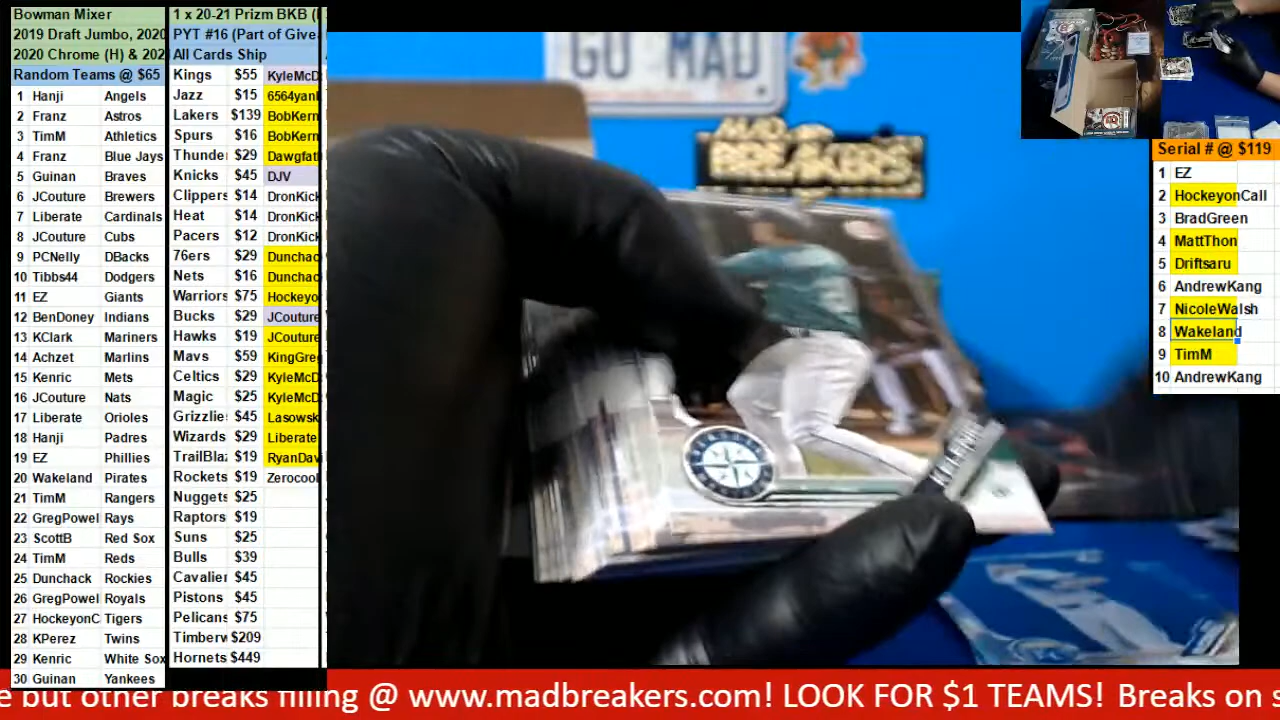 Bowman Mixer
2019 Draft Jumbo, 2020
2020 Chrome (H) & 202
Random Teams @ $65
1 Hanji Angels
2 Franz Astros
3 TimM Athletics
4 Franz Blue Jays
5 Guinan Braves
6 JCouture Brewers
7 Liberate Cardinals
8 JCouture Cubs
9 PCNelly DBacks
10 Tibbs44 Dodgers
11 EZ Giants
12 BenDoney Indians
13 KClark Mariners
14 Achzet Marlins
15 Kenric Mets
16 JCouture Nats
17 Liberate Orioles
18 Hanji Padres
19 EZ Phillies
20 Wakeland Pirates
21 TimM Rangers
22 GregPowel Rays
23 ScottB Red Sox
24 TimM Reds
25 Dunchack Rockies
26 GregPowel Royals
27 HockeyonC Tigers
28 KPerez Twins
29 Kenric White Sox
30 Guinan Yankees
1 x 20-21 Prizm BKB (
PYT #16 (Part of Give
All Cards Ship
Kings $55 KyleMcD
Jazz $15 6564yanl
Lakers $139 BobKern
Spurs $16 BobKern
Thunde $29 Dawgfatl
Knicks $45 DJV
Clippers $14 DronKick
Heat $14 DronKick
Pacers $12 DronKick
76ers $29 Dunchac
Nets $16 Dunchac
Warriors $75 Hockeyo
Bucks $29 JCouture
Hawks $19 JCouture
Mavs $59 KingGre
Celtics $29 KyleMcD
Magic $25 KyleMcD
Grizzlie $45 Lasowsk
Wizards $29 Liberate
TrailBla $19 RyanDav
Rockets $19 Zerocool
Nuggets $25
Raptors $19
Suns $25
Bulls $39
Cavalier $45
Pistons $45
Pelicans $75
Timberw $209
Hornets $449
GO MAD
MAD
BREAKERS
Serial # @ $119
1 EZ
2 HockeyonCall
3 BradGreen
4 MattThon
5 Driftsaru
6 AndrewKang
7 NicoleWalsh
8 Wakeland
9 TimM
10 AndrewKang
e but other breaks filling @ www.madbreakers.com! LOOK FOR $1 TEAMS! Breaks on s